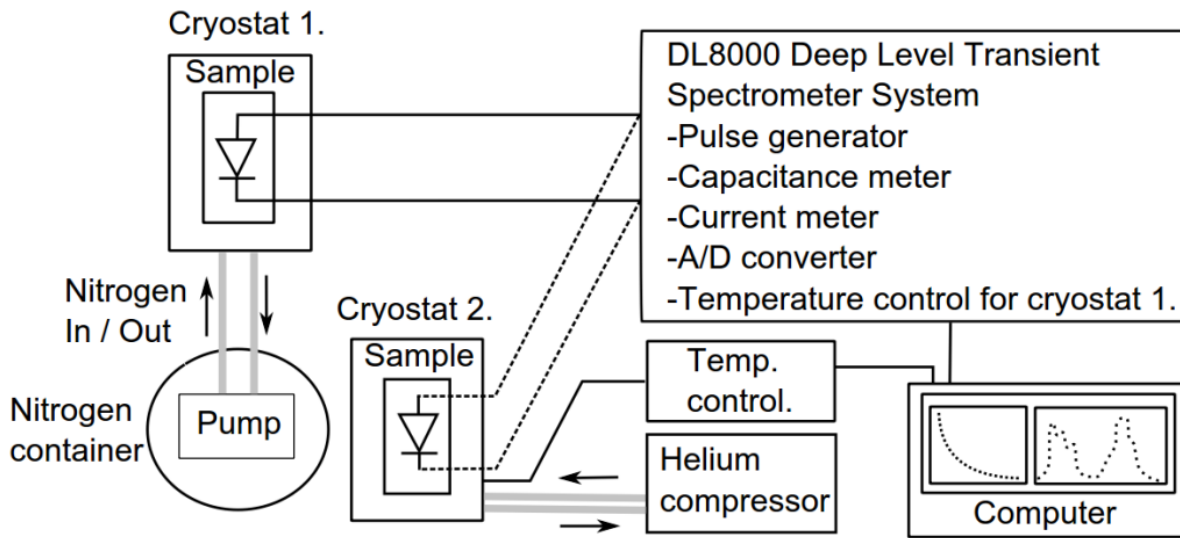 Cryostat 1.
Sample
DL8000 Deep Level Transient
Spectrometer System
-Pulse generator
-Capacitance meter
-Current meter
-A/D converter
-Temperature control for cryostat 1.
Nitrogen
In / Out
Cryostat 2.
Sample
Nitrogen
container
Pump
Temp.
control.
Helium
compressor
Computer